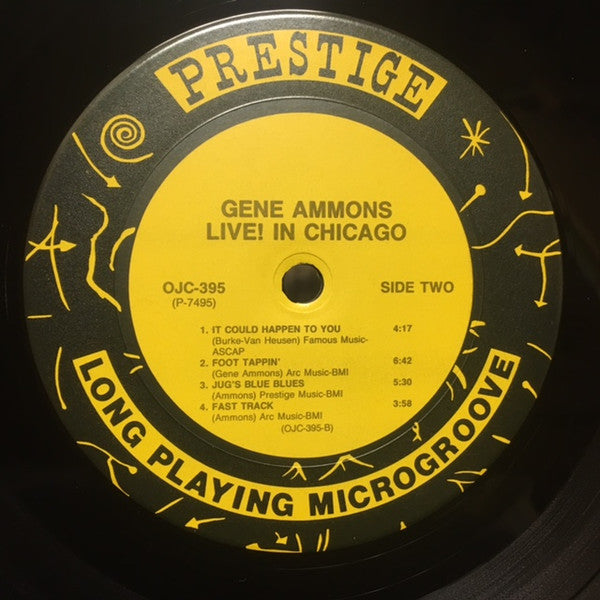 PRESTIGE
GENE AMMONS
LIVE! IN CHICAGO
OJC-395 SIDE TWO
(P-7495)
1. IT COULD HAPPEN TO YOU 4:17
(Burke-Van Heusen) Famous Music-
ASCAP
2. FOOT TAPPIN' 6:42
(Gene Ammons) Arc Music-BMI
3. JUG'S BLUE BLUES 5:30
(Ammons) Prestige Music-BMI
4. FAST TRACK 3:58
(Ammons) Arc Music-BMI
(OJC-395-B)
LONG PLAYING MICROGROOVE